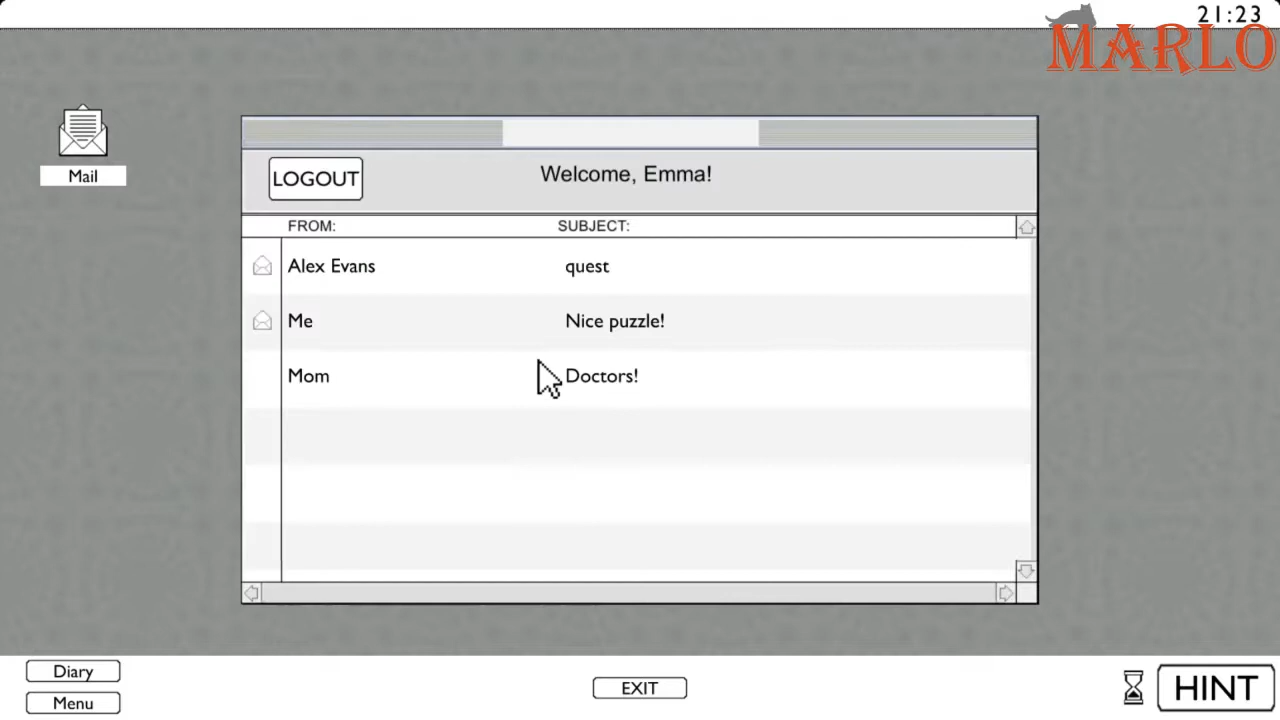 21:23
MARLO
Mail
LOGOUT
Welcome, Emma!
FROM: SUBJECT:
Alex Evans quest
Me Nice puzzle!
Mom Doctors!
Diary
Menu
EXIT
HINT